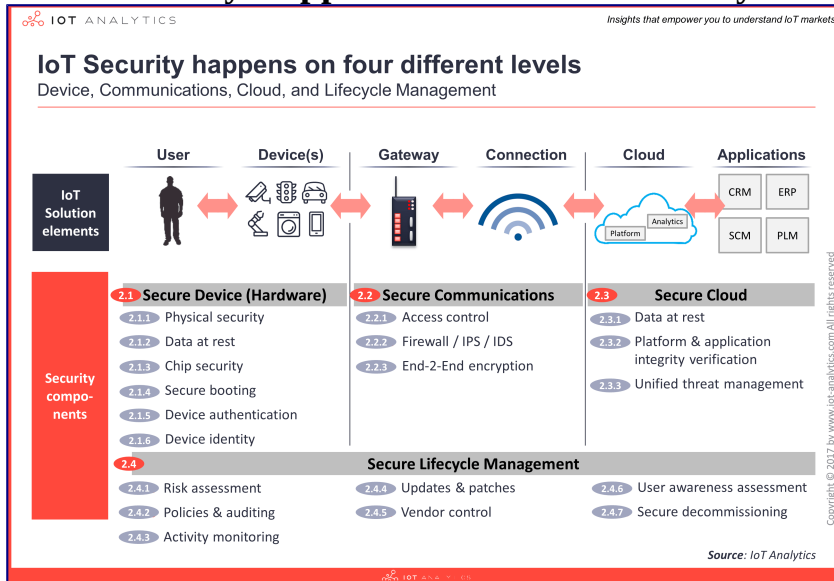 IOT ANALYTICS
Insights that empower you to understand IoT markets
IoT Security happens on four different levels
Device, Communications, Cloud, and Lifecycle Management
User Device(s) Gateway Connection Cloud Applications
IoT
Solution
elements
CRM ERP
Analytics
Platform
SCM PLM
2.1 Secure Device (Hardware)
2.1.1 Physical security
2.1.2 Data at rest
2.1.3 Chip security
2.1.4 Secure booting
2.1.5 Device authentication
2.1.6 Device identity
2.2 Secure Communications
2.2.1 Access control
2.2.2 Firewall / IPS / IDS
2.2.3 End-2-End encryption
2.3 Secure Cloud
2.3.1 Data at rest
2.3.2 Platform & application
integrity verification
2.3.3 Unified threat management
Security
compo-
nents
2.4 Secure Lifecycle Management
2.4.1 Risk assessment
2.4.2 Policies & auditing
2.4.3 Activity monitoring
2.4.4 Updates & patches
2.4.5 Vendor control
2.4.6 User awareness assessment
2.4.7 Secure decommissioning
Copyright © 2017 by www.iot-analytics.com All rights reserved
Source: IoT Analytics